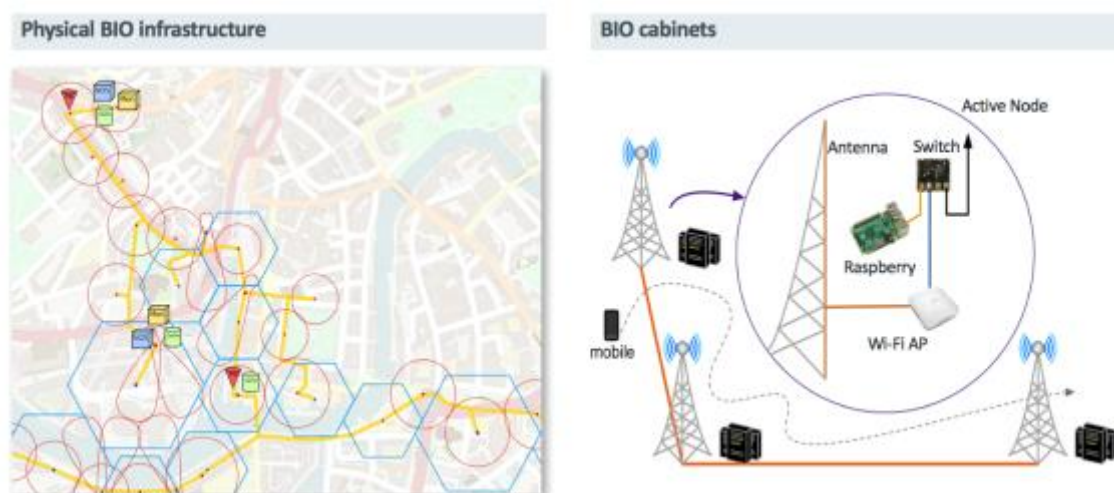 Physical BIO infrastructure
BIO cabinets
Active Node
Antenna
Switch
Raspberry
Wi-Fi AP
mobile